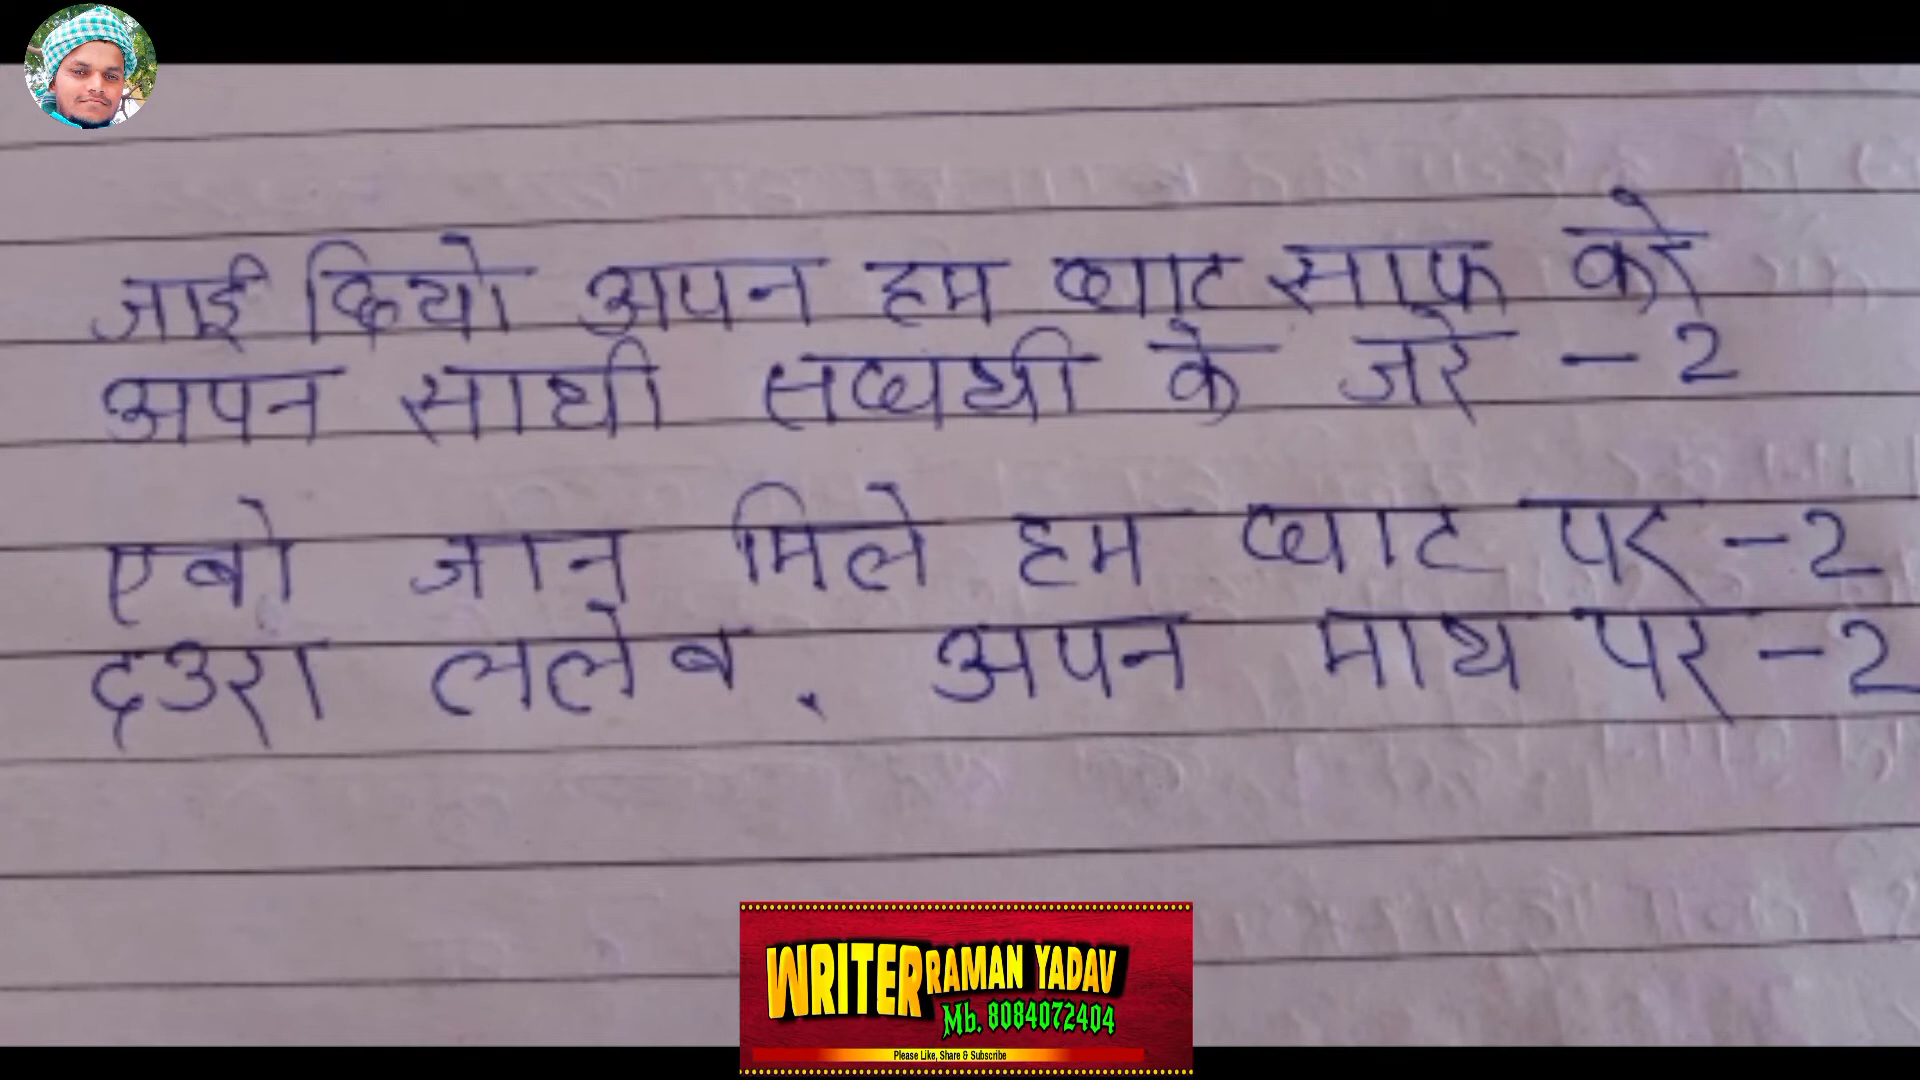 जाई छियो अपन हम घाट साफ करे
अपन साथी सघथी के जरे - 2
एबो जान मिले हम घाट पर - 2
दउरा ललेब. अपन माथ पर - 2
WRITER RAMAN YADAV
Mb. 8084072404
Please Like, Share & Subscribe